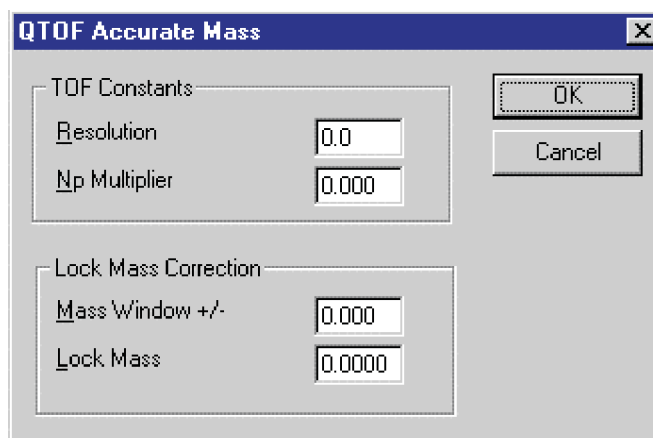 QTOF Accurate Mass
TOF Constants
Resolution 0.0
Np Multiplier 0.000
OK
Cancel
Lock Mass Correction
Mass Window +/- 0.000
Lock Mass 0.0000